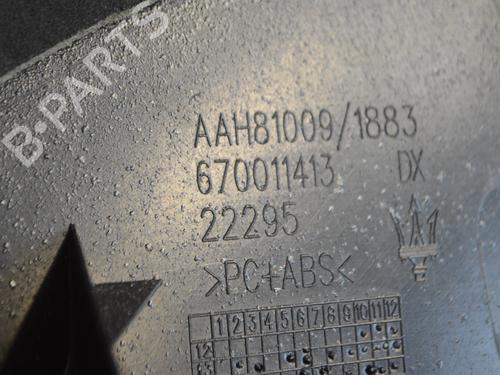 B-PARTS
AAH81009/1883
670011413 DX
22295
>PC+ABS<
1 2 3 4 5 6 7 8 9 10 11 12
12